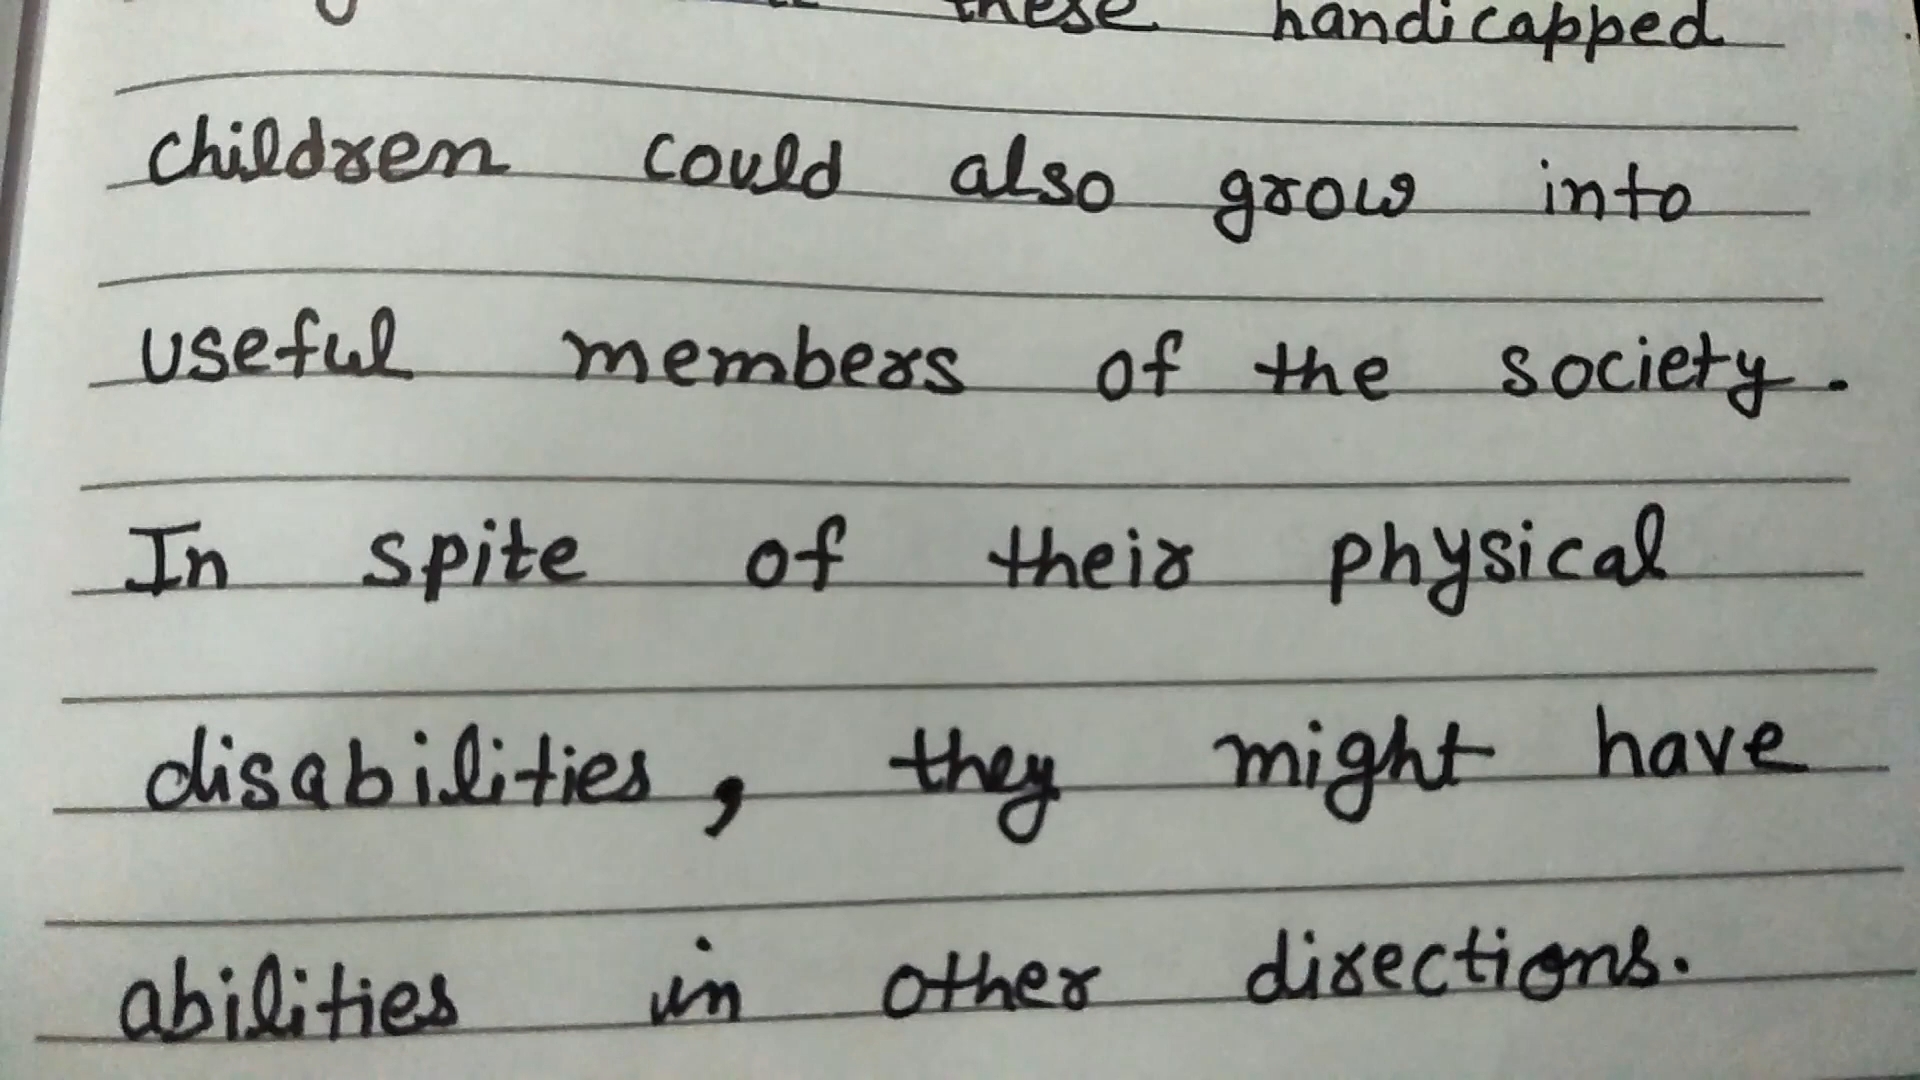 these handicapped
children could also grow into
useful members of the society.
In spite of their physical
disabilities, they might have
abilities in other directions.